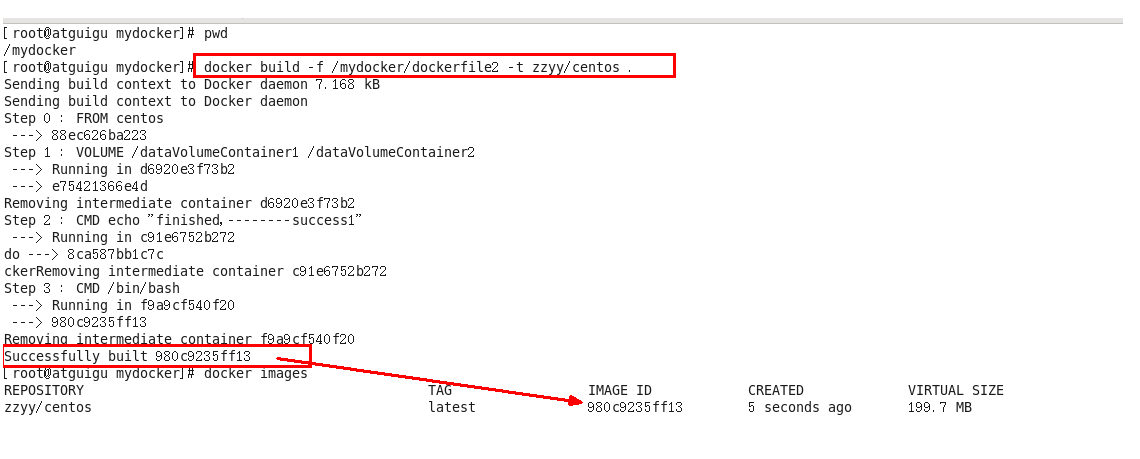 [ root@atguigu mydocker]# pwd
/mydocker
[ root@atguigu mydocker]# docker build -f /mydocker/dockerfile2 -t zzyy/centos .
Sending build context to Docker daemon 7.168 kB
Sending build context to Docker daemon
Step 0 : FROM centos
---> 88ec626ba223
Step 1 : VOLUME /dataVolumeContainer1 /dataVolumeContainer2
---> Running in d6920e3f73b2
---> e75421366e4d
Removing intermediate container d6920e3f73b2
Step 2 : CMD echo "finished,--------success1"
---> Running in c91e6752b272
do ---> 8ca587bb1c7c
ckerRemoving intermediate container c91e6752b272
Step 3 : CMD /bin/bash
---> Running in f9a9cf540f20
---> 980c9235ff13
Removing intermediate container f9a9cf540f20
Successfully built 980c9235ff13
[ root@atguigu mydocker]# docker images
REPOSITORY TAG IMAGE ID CREATED VIRTUAL SIZE
zzyy/centos latest 980c9235ff13 5 seconds ago 199.7 MB